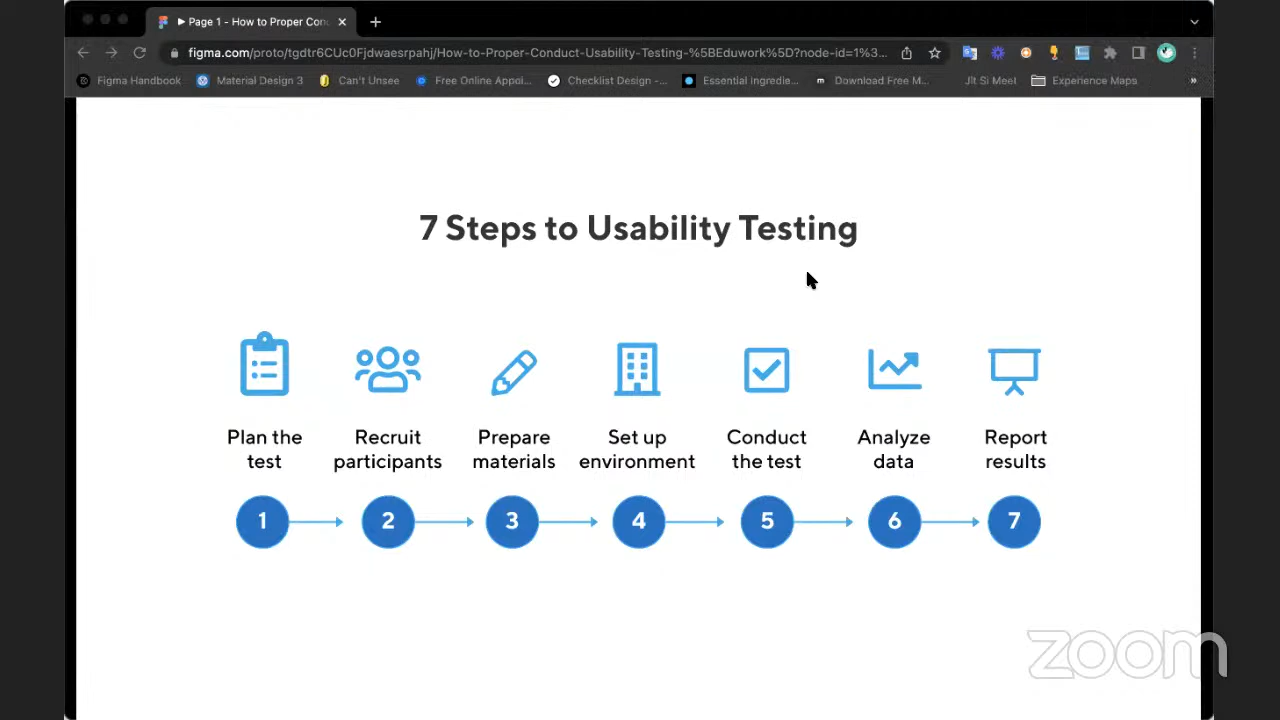 Page 1 - How to Proper Con
figma.com/proto/tqdtr6CUc0Fjdwaesrpahj/How-to-Proper-Conduct-Usability-Testing-%5BEduwork%5D?node-id=1%3...
Figma Handbook Material Design 3 Can't Unsee Free Online Appoi... Checklist Design -... Essential Ingredie... Download Free M... Jit Si Meet Experience Maps »
7 Steps to Usability Testing
Plan the
test
Recruit
participants
Prepare
materials
Set up
environment
Conduct
the test
Analyze
data
Report
results
1 2 3 4 5 6 7
zoom